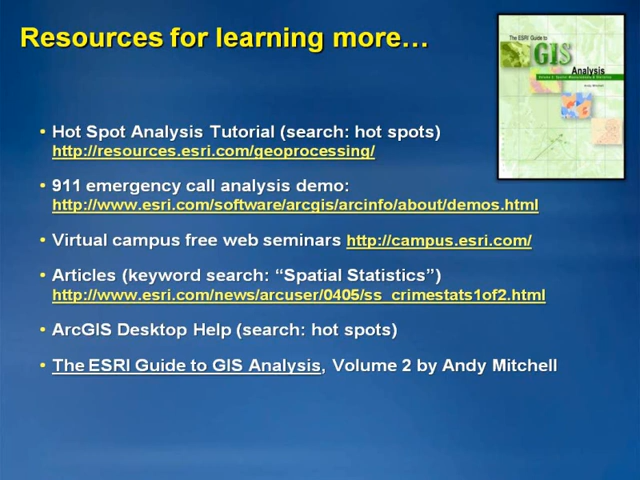 Resources for learning more…
The ESRI Guide to
GIS
Analysis
Andy Mitchell
• Hot Spot Analysis Tutorial (search: hot spots)
http://resources.esri.com/geoprocessing/
• 911 emergency call analysis demo:
http://www.esri.com/software/arcgis/arcinfo/about/demos.html
• Virtual campus free web seminars http://campus.esri.com/
• Articles (keyword search: “Spatial Statistics”)
http://www.esri.com/news/arcuser/0405/ss_crimestats1of2.html
• ArcGIS Desktop Help (search: hot spots)
• The ESRI Guide to GIS Analysis, Volume 2 by Andy Mitchell